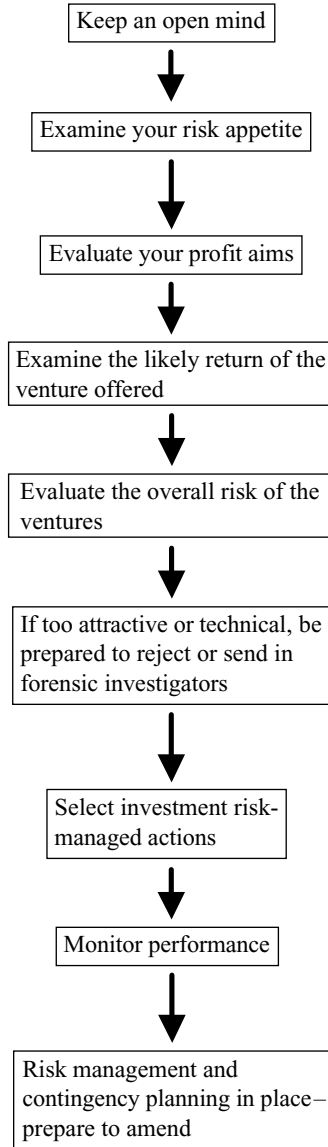 Keep an open mind
Examine your risk appetite
Evaluate your profit aims
Examine the likely return of the
venture offered
Evaluate the overall risk of the
ventures
If too attractive or technical, be
prepared to reject or send in
forensic investigators
Select investment risk-
managed actions
Monitor performance
Risk management and
contingency planning in place–
prepare to amend